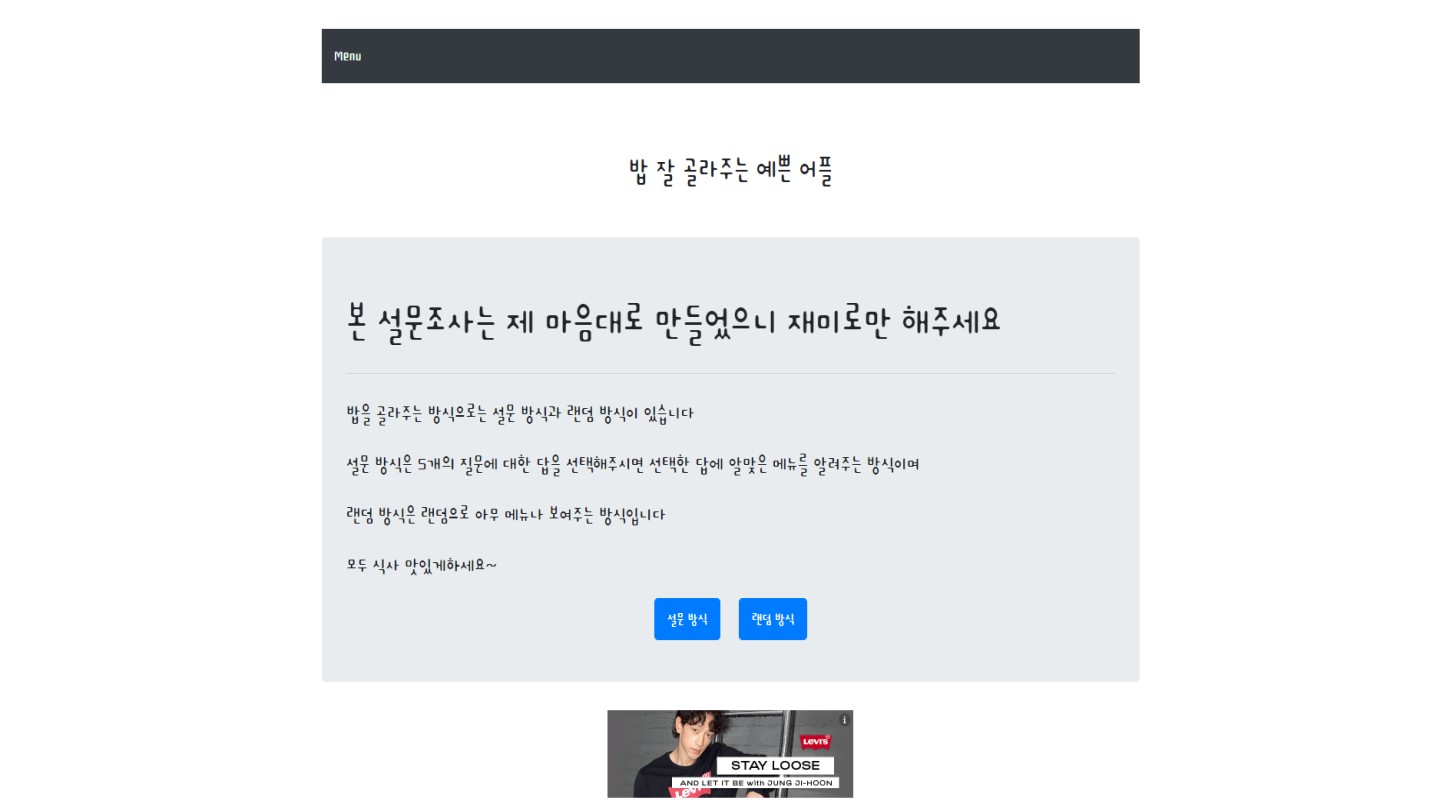 Menu
밥 잘 골라주는 예쁜 어플
본 설문조사는 제 마음대로 만들었으니 재미로만 해주세요
밥을 골라주는 방식으로는 설문 방식과 랜덤 방식이 있습니다
설문 방식은 5개의 질문에 대한 답을 선택해주시면 선택한 답에 알맞은 메뉴를 알려주는 방식이며
랜덤 방식은 랜덤으로 아무 메뉴나 보여주는 방식입니다
모두 식사 맛있게하세요~
설문 방식 랜덤 방식
Levi's
STAY LOOSE
AND LET IT BE with JUNG JI-HOON